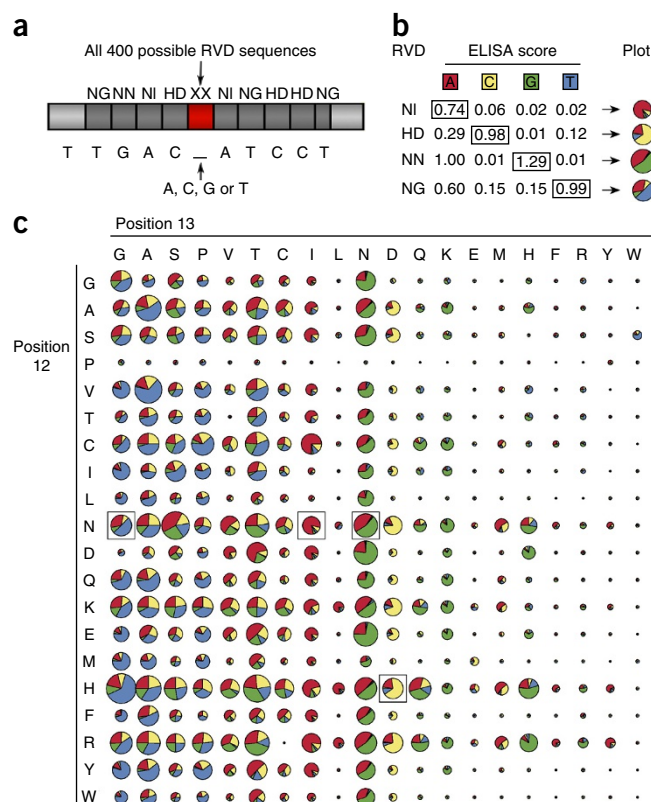 a
All 400 possible RVD sequences
NG NN NI HD XX NI NG HD HD NG
T T G A C _ A T C C T
A, C, G or T
b
RVD ELISA score Plot
A C G T
NI 0.74 0.06 0.02 0.02
HD 0.29 0.98 0.01 0.12
NN 1.00 0.01 1.29 0.01
NG 0.60 0.15 0.15 0.99
c
Position 13
G A S P V T C I L N D Q K E M H F R Y W
Position
12
G
A
S
P
V
T
C
I
L
N
D
Q
K
E
M
H
F
R
Y
W